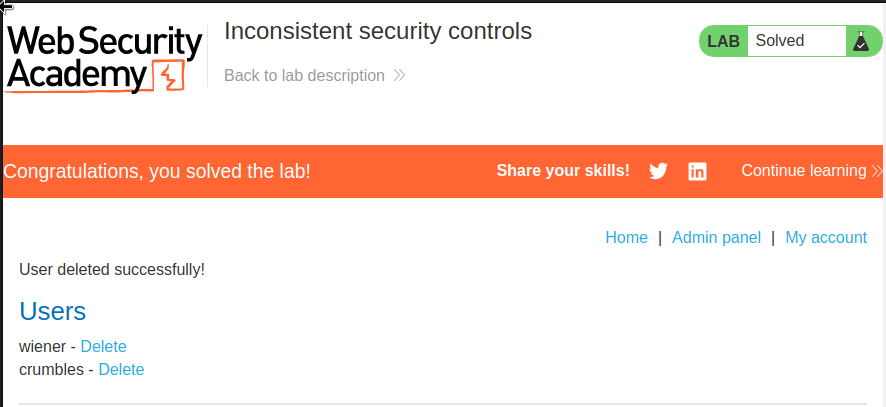 Web Security
Academy
Inconsistent security controls
Back to lab description
LAB Solved
Congratulations, you solved the lab!
Share your skills!
Continue learning
Home | Admin panel | My account
User deleted successfully!
Users
wiener - Delete
crumbles - Delete